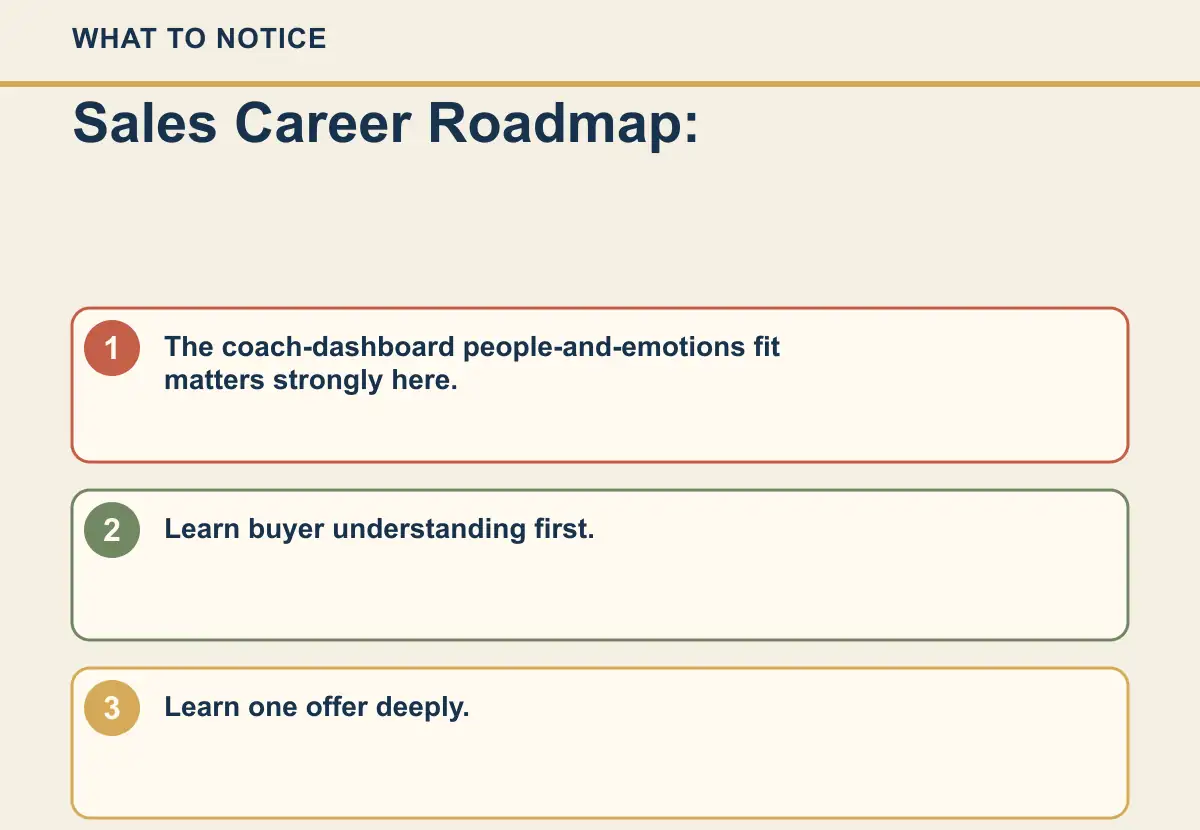 WHAT TO NOTICE
Sales Career Roadmap:
1
The coach-dashboard people-and-emotions fit
matters strongly here.
2
Learn buyer understanding first.
3
Learn one offer deeply.